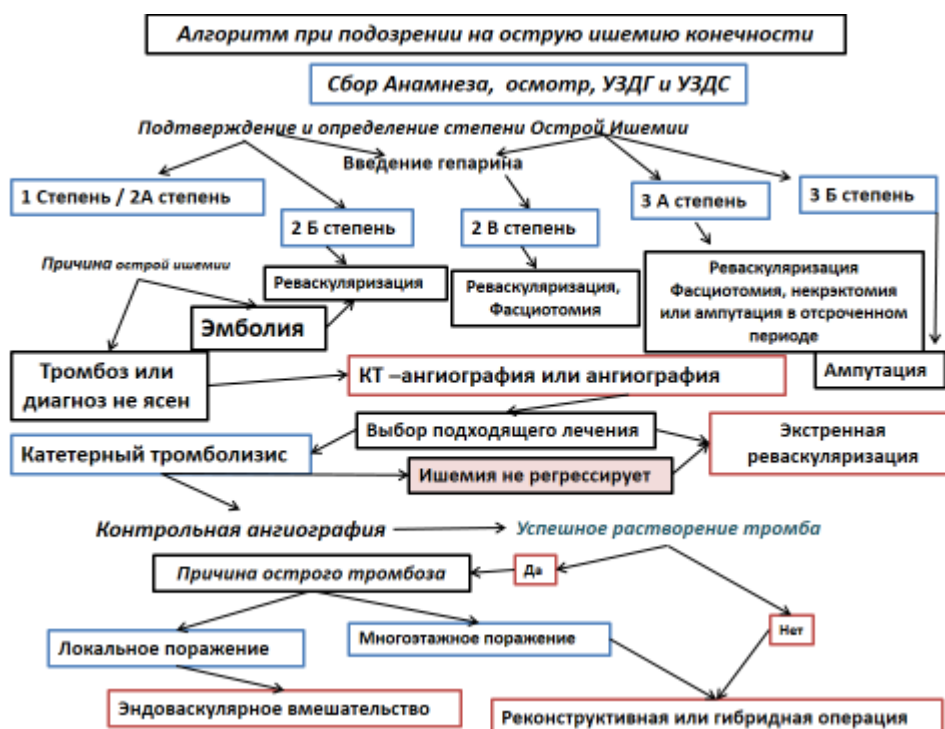 Алгоритм при подозрении на острую ишемию конечности
Сбор Анамнеза, осмотр, УЗДГ и УЗДС
Подтверждение и определение степени Острой Ишемии
Введение гепарина
1 Степень / 2А степень
2 Б степень
2 В степень
3 А степень
3 Б степень
Причина острой ишемии
Реваскуляризация
Реваскуляризация,
Фасциотомия
Реваскуляризация
Фасциотомия, некрэктомия
или ампутация в отсроченном
периоде
Эмболия
Тромбоз или
диагноз не ясен
КТ –ангиография или ангиография
Ампутация
Выбор подходящего лечения
Экстренная
реваскуляризация
Катетерный тромболизис
Ишемия не регрессирует
Контрольная ангиография
Успешное растворение тромба
Причина острого тромбоза
Да
Нет
Локальное поражение
Многоэтажное поражение
Эндоваскулярное вмешательство
Реконструктивная или гибридная операция